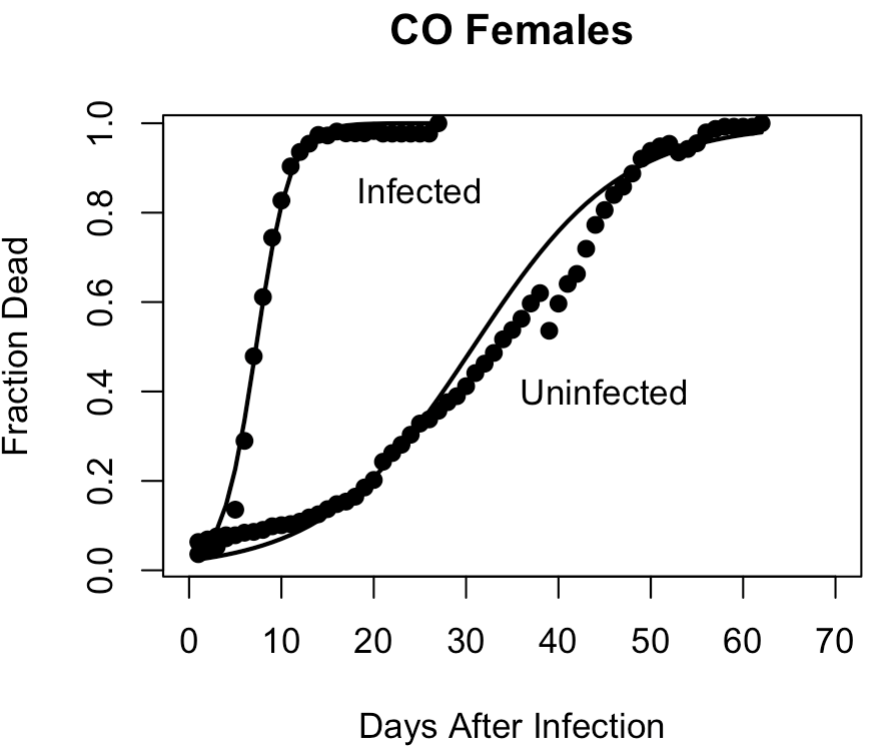 CO Females
Fraction Dead
1.0
0.8
0.6
0.4
0.2
0.0
Infected
Uninfected
0 10 20 30 40 50 60 70
Days After Infection